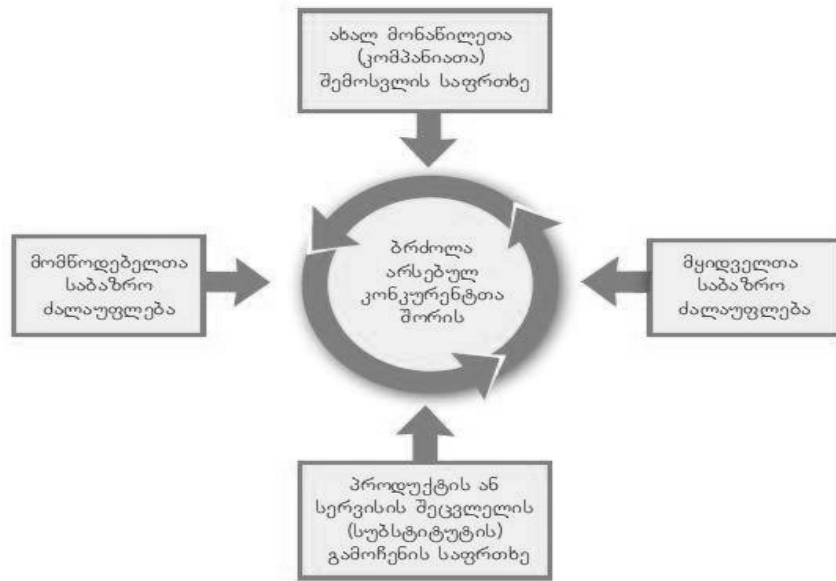 ახალ მონაწილეთა
(კომპანიათა)
შემოსვლის საფრთხე
მომწოდებელთა
საბაზრო
ძალაუფლება
ბრძოლა
არსებულ
კონკურენტთა
შორის
მყიდველთა
საბაზრო
ძალაუფლება
პროდუქტის ან
სერვისის შეცვლელის
(სუბსტიტუტის)
გამოჩენის საფრთხე